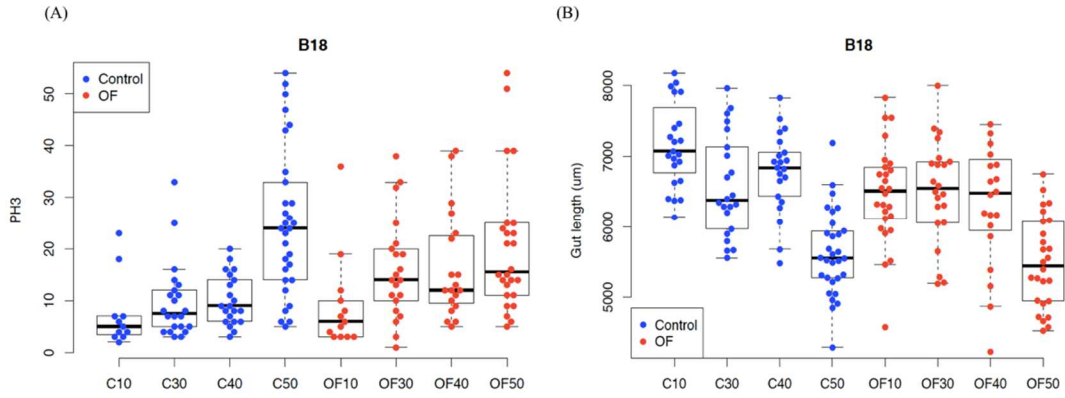 (A)
B18
Control
OF
PH3
50
40
30
20
10
0
C10 C30 C40 C50 OF10 OF30 OF40 OF50
(B)
B18
Gut length (um)
8000
7000
6000
5000
Control
OF
C10 C30 C40 C50 OF10 OF30 OF40 OF50